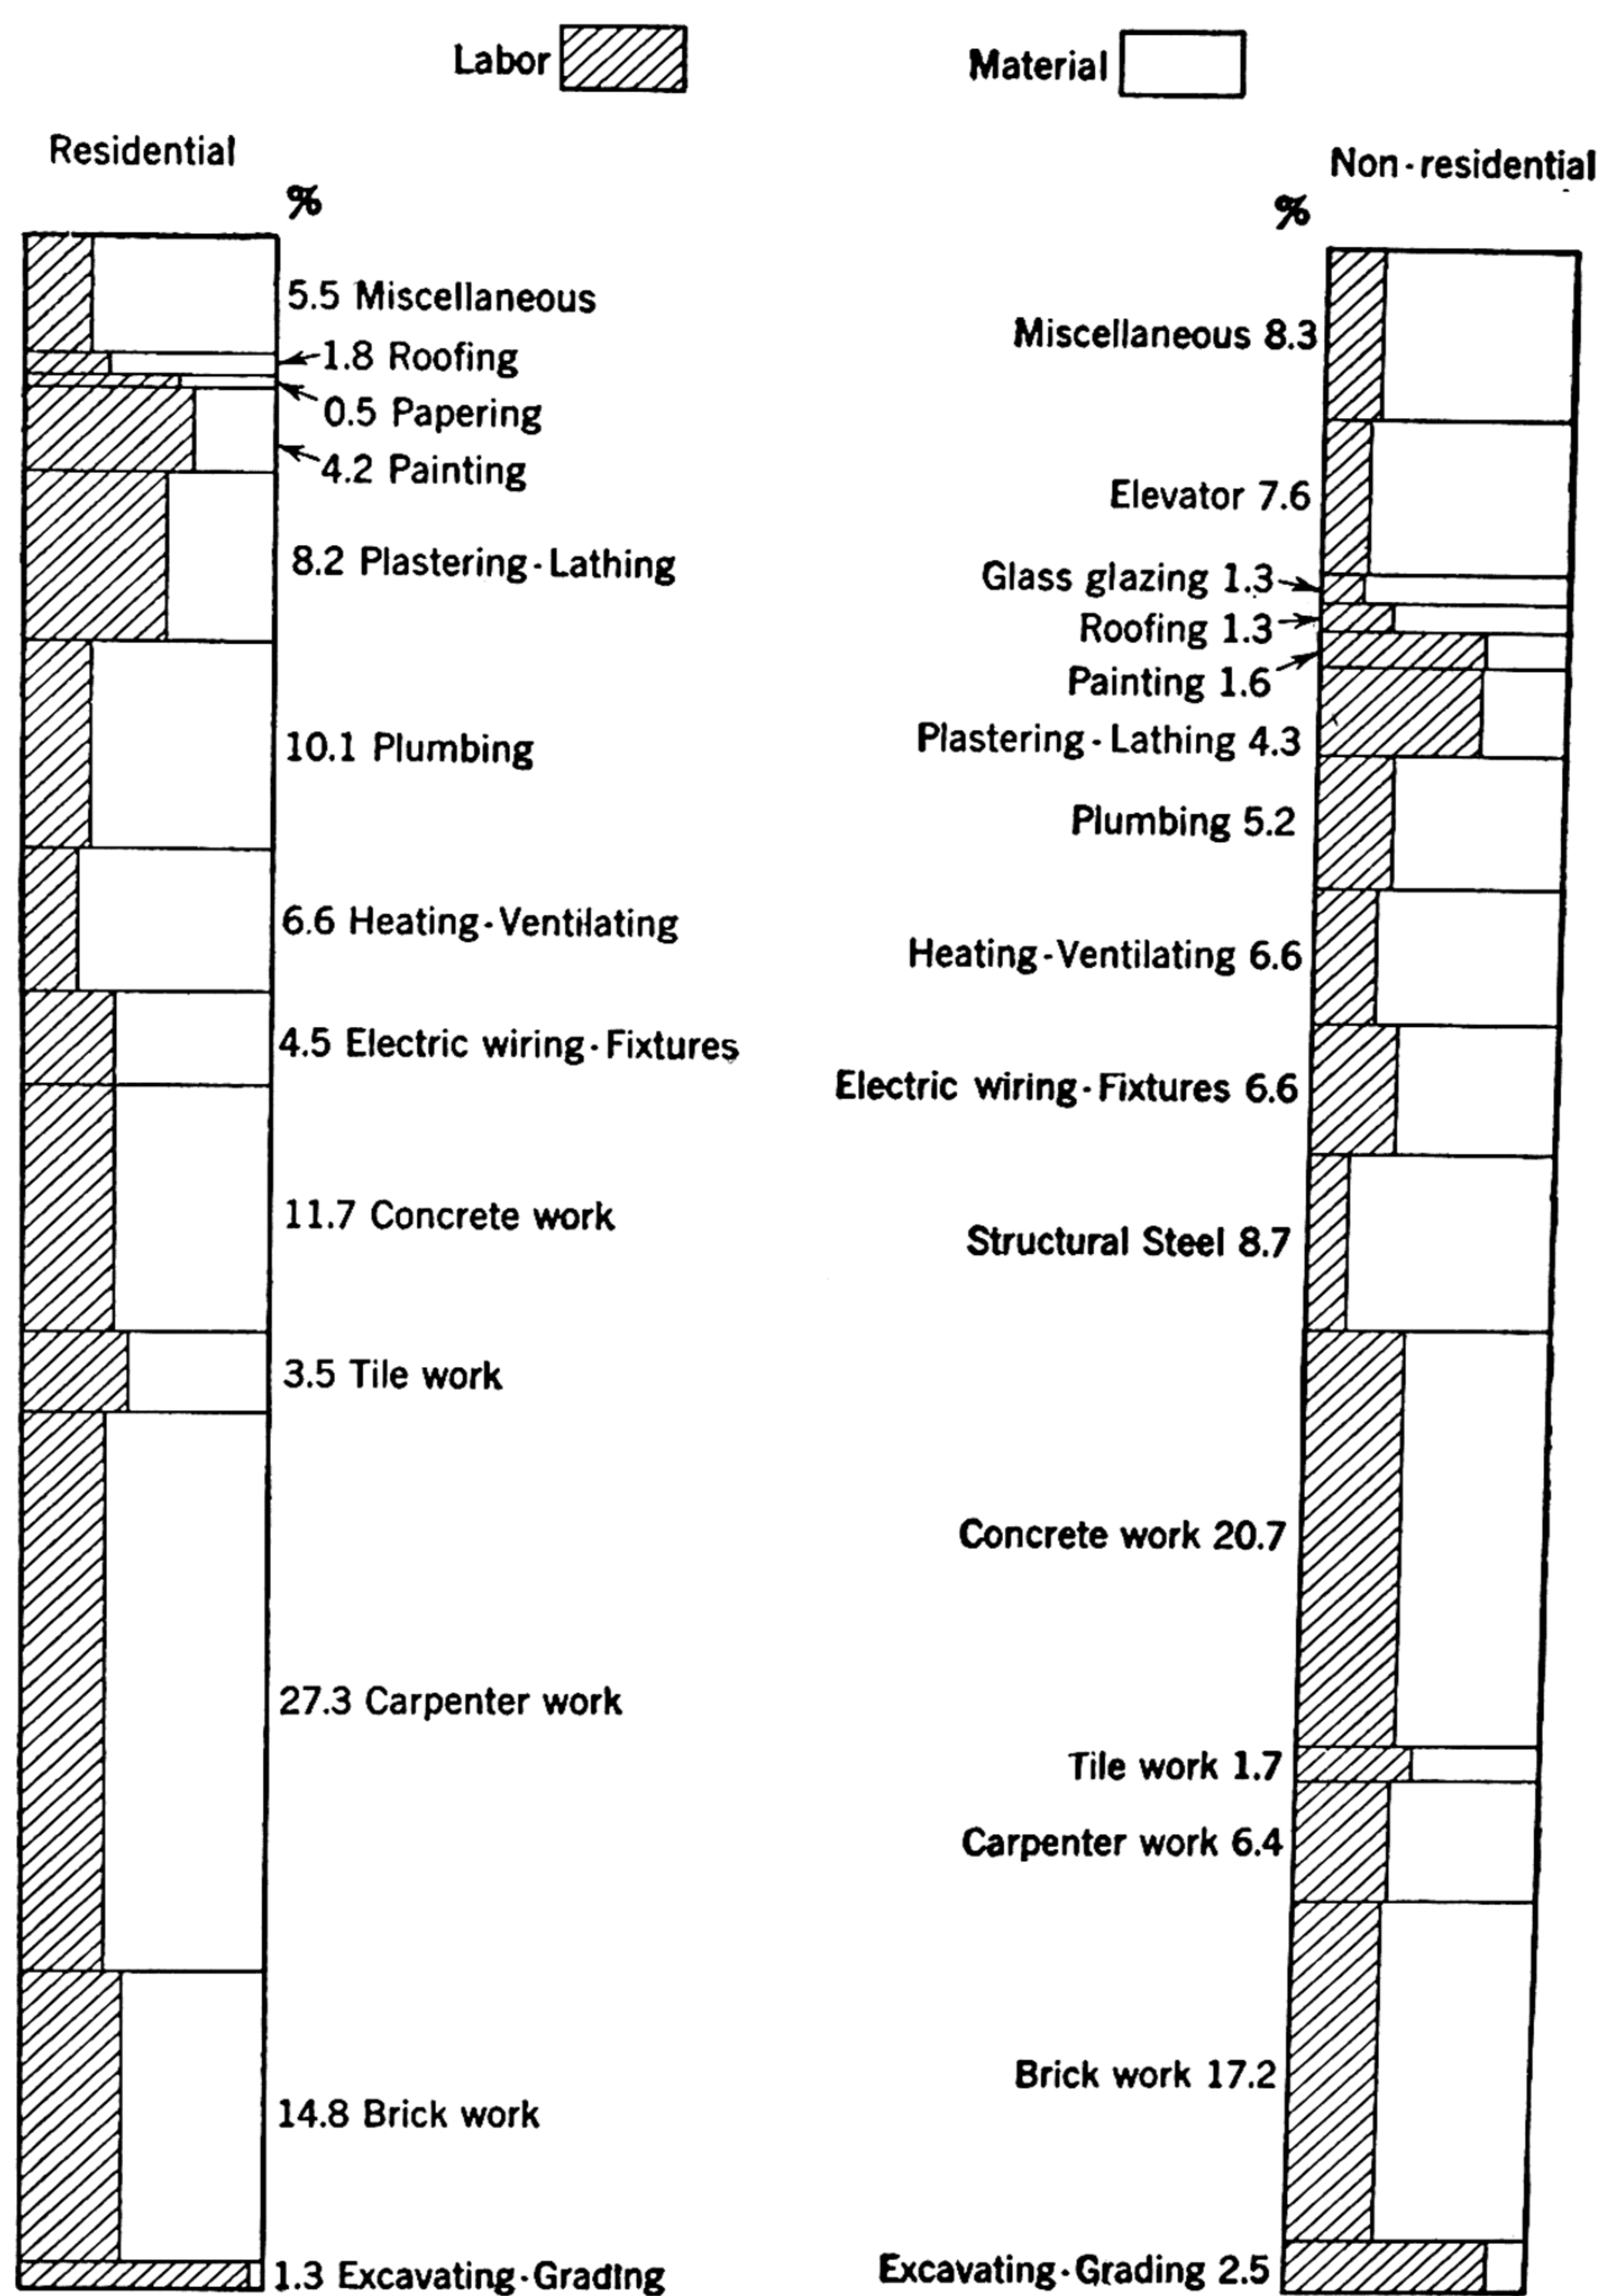 Labor
Material
Residential
%
5.5 Miscellaneous
1.8 Roofing
0.5 Papering
4.2 Painting
8.2 Plastering-Lathing
10.1 Plumbing
6.6 Heating-Ventilating
4.5 Electric wiring-Fixtures
11.7 Concrete work
3.5 Tile work
27.3 Carpenter work
14.8 Brick work
1.3 Excavating-Grading
Non-residential
%
Miscellaneous 8.3
Elevator 7.6
Glass glazing 1.3
Roofing 1.3
Painting 1.6
Plastering-Lathing 4.3
Plumbing 5.2
Heating-Ventilating 6.6
Electric wiring-Fixtures 6.6
Structural Steel 8.7
Concrete work 20.7
Tile work 1.7
Carpenter work 6.4
Brick work 17.2
Excavating-Grading 2.5